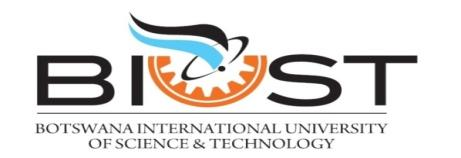 BIUST
BOTSWANA INTERNATIONAL UNIVERSITY
OF SCIENCE & TECHNOLOGY